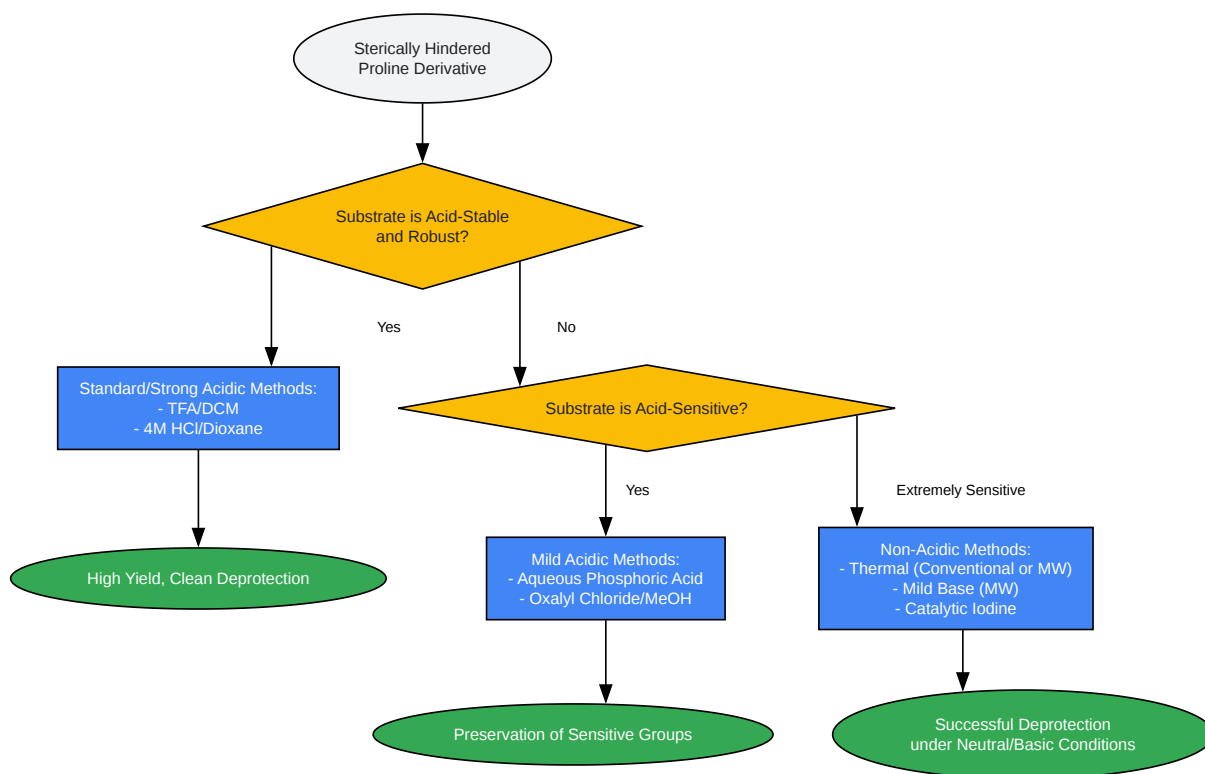 Sterically Hindered
Proline Derivative
Substrate is Acid-Stable
and Robust?
Yes
No
Standard/Strong Acidic Methods:
- TFA/DCM
- 4M HCl/Dioxane
Substrate is Acid-Sensitive?
Yes
Extremely Sensitive
High Yield, Clean Deprotection
Mild Acidic Methods:
- Aqueous Phosphoric Acid
- Oxalyl Chloride/MeOH
Non-Acidic Methods:
- Thermal (Conventional or MW)
- Mild Base (MW)
- Catalytic Iodine
Preservation of Sensitive Groups
Successful Deprotection
under Neutral/Basic Conditions